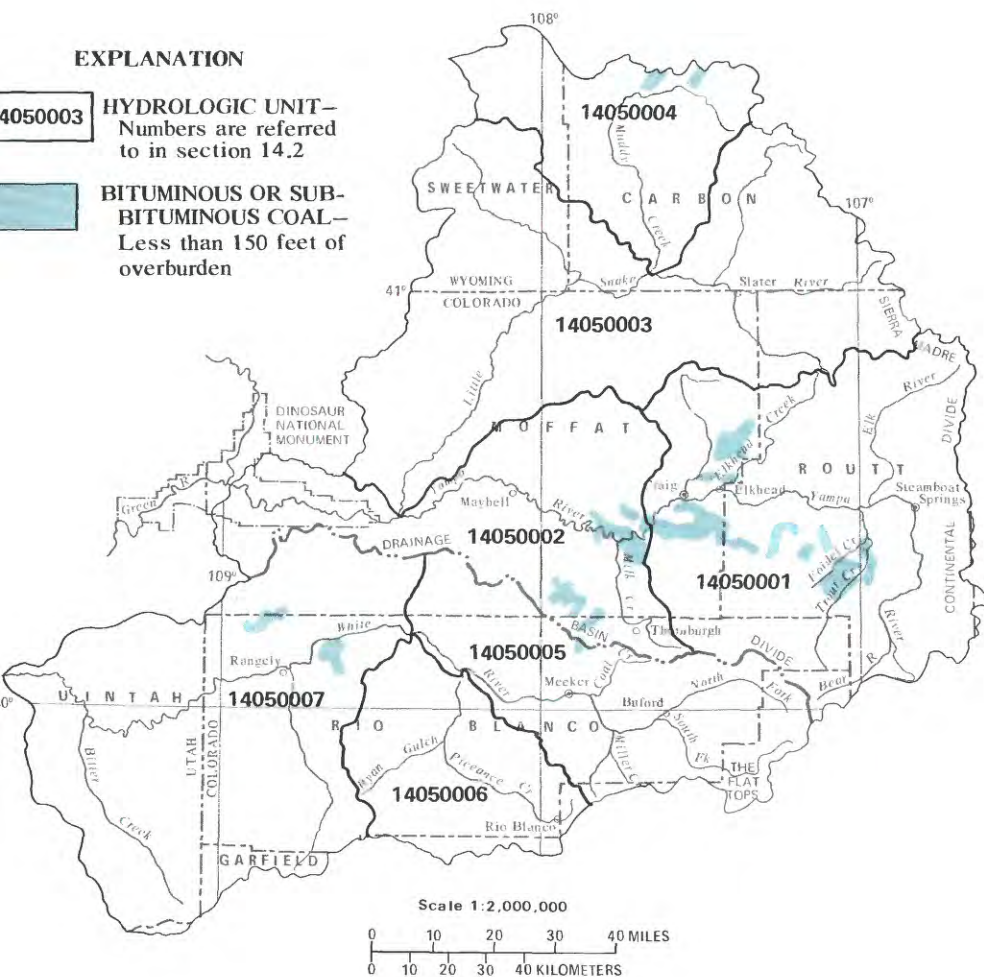 EXPLANATION
4050003
HYDROLOGIC UNIT—
Numbers are referred
to in section 14.2
BITUMINOUS OR SUB-
BITUMINOUS COAL—
Less than 150 feet of
overburden
108°
14050004
Muddy
Creek
SWEETWATER
CARBON
107°
WYOMING
COLORADO
41°
Snake
Slater
River
14050003
SIERRA
MADRE
Little
River
Elk
DIVIDE
DINOSAUR
NATIONAL
MONUMENT
MOFFAT
Elkhead
Creek
ROUTT
Craig
Elkhead
Yampa
Steamboat
Springs
Green R
Yampa
Maybell
River
14050002
DRAINAGE
Milk Cr
14050001
Foidel Cr
Trout Cr
CONTINENTAL
109°
Thornburgh
BASIN
DIVIDE
River
White
14050005
Coal Cr
Rangely
River
Meeker
North
Fork
Bear
R
UINTAH
14050007
Buford
0°
RIO BLANCO
South
Fk
UTAH
COLORADO
Ryan
Gulch
Piceance Cr
Miller C
THE
FLAT
TOPS
Bitter
Creek
14050006
Rio Blanco
GARFIELD
Scale 1:2,000,000
0 10 20 30 40 MILES
0 10 20 30 40 KILOMETERS